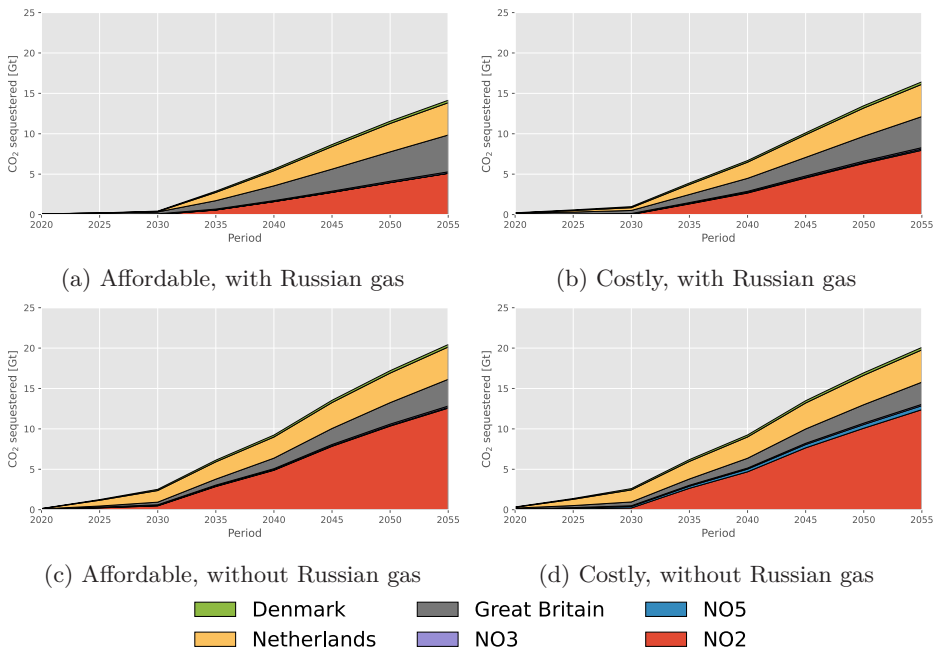 25
20
15
10
5
0
CO2 sequestered [Gt]
2020 2025 2030 2035 2040 2045 2050 2055
Period
(a) Affordable, with Russian gas
25
20
15
10
5
0
CO2 sequestered [Gt]
2020 2025 2030 2035 2040 2045 2050 2055
Period
(b) Costly, with Russian gas
25
20
15
10
5
0
CO2 sequestered [Gt]
2020 2025 2030 2035 2040 2045 2050 2055
Period
(c) Affordable, without Russian gas
25
20
15
10
5
0
CO2 sequestered [Gt]
2020 2025 2030 2035 2040 2045 2050 2055
Period
(d) Costly, without Russian gas
Denmark Great Britain NO5
Netherlands NO3 NO2